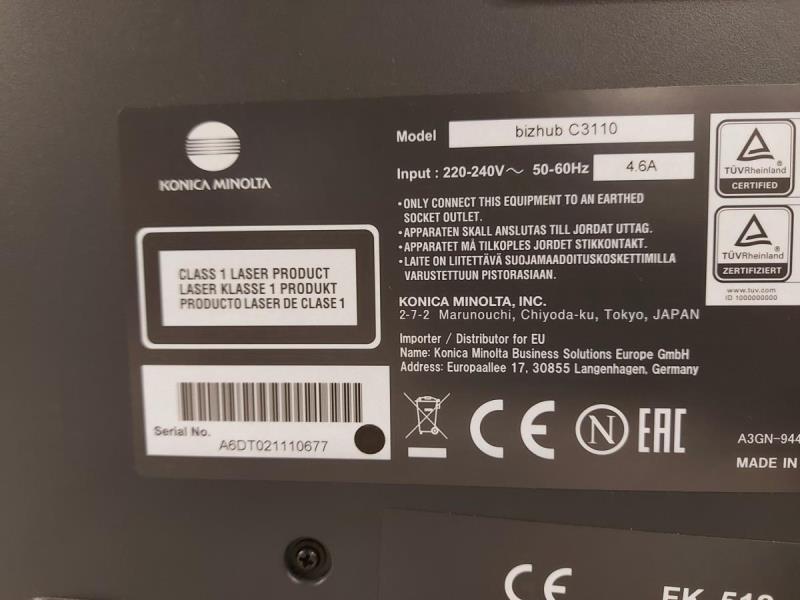 KONICA MINOLTA
Model bizhub C3110
Input : 220-240V～ 50-60Hz 4.6A
•ONLY CONNECT THIS EQUIPMENT TO AN EARTHED
SOCKET OUTLET.
•APPARATEN SKALL ANSLUTAS TILL JORDAT UTTAG.
•APPARATET MÅ TILKOPLES JORDET STIKKONTAKT.
•LAITE ON LIITETTÄVÄ SUOJAMAADOITUSKOSKETTIMILLA
VARUSTETTUUN PISTORASIAAN.
KONICA MINOLTA, INC.
2-7-2 Marunouchi, Chiyoda-ku, Tokyo, JAPAN
Importer / Distributor for EU
Name: Konica Minolta Business Solutions Europe GmbH
Address: Europaallee 17, 30855 Langenhagen, Germany
CLASS 1 LASER PRODUCT
LASER KLASSE 1 PRODUKT
PRODUCTO LASER DE CLASE 1
Serial No.
A6DT021110677
CE N EAC
TÜVRheinland
CERTIFIED
TÜVRheinland
ZERTIFIZIERT
www.tuv.com
ID 1000000000
A3GN-944
MADE IN
CE